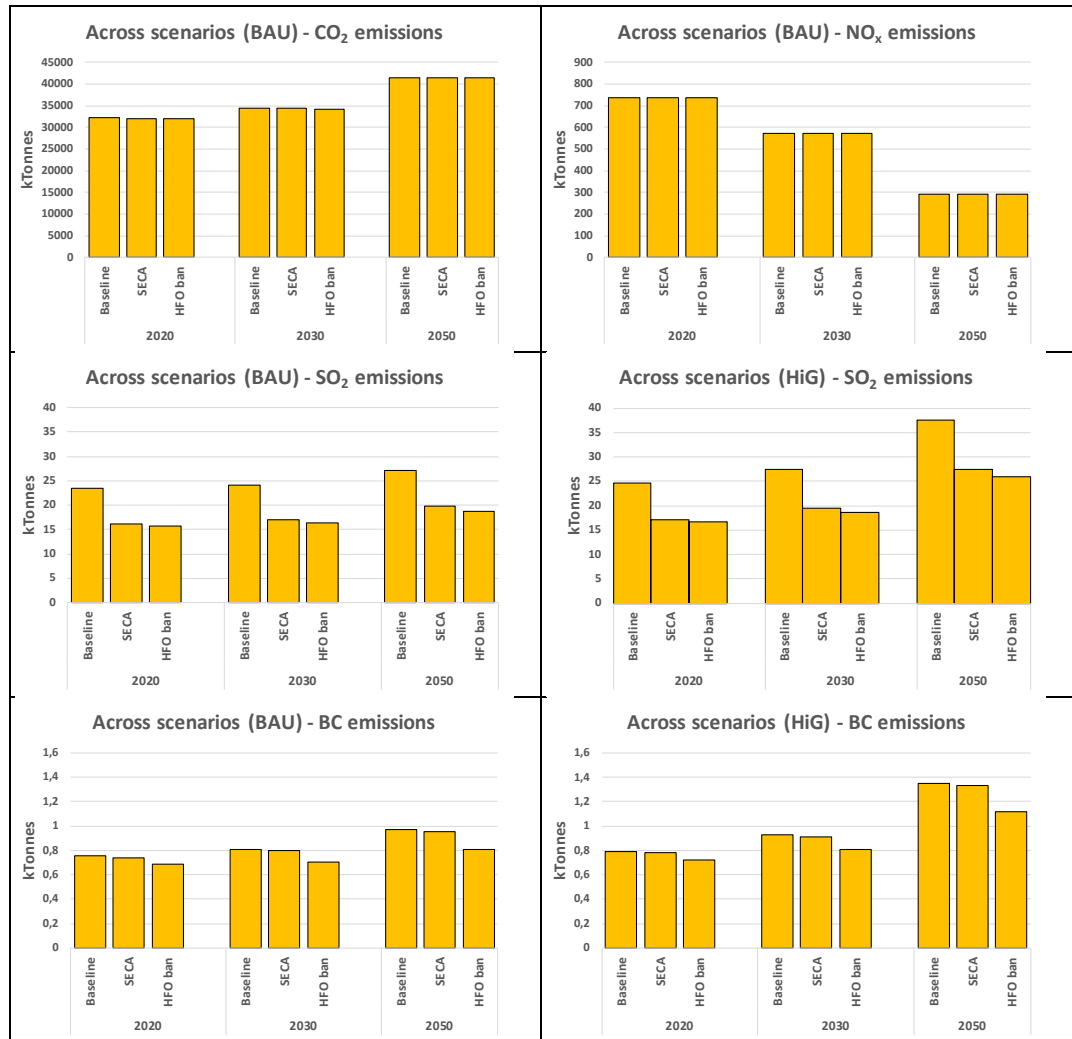 Across scenarios (BAU) - CO₂ emissions
45000
40000
35000
30000
25000
20000
15000
10000
5000
0
kTonnes
Baseline SECA HFO ban Baseline SECA HFO ban Baseline SECA HFO ban
2020 2030 2050
Across scenarios (BAU) - NOₓ emissions
900
800
700
600
500
400
300
200
100
0
kTonnes
Baseline SECA HFO ban Baseline SECA HFO ban Baseline SECA HFO ban
2020 2030 2050
Across scenarios (BAU) - SO₂ emissions
40
35
30
25
20
15
10
5
0
kTonnes
Baseline SECA HFO ban Baseline SECA HFO ban Baseline SECA HFO ban
2020 2030 2050
Across scenarios (HiG) - SO₂ emissions
40
35
30
25
20
15
10
5
0
kTonnes
Baseline SECA HFO ban Baseline SECA HFO ban Baseline SECA HFO ban
2020 2030 2050
Across scenarios (BAU) - BC emissions
1,6
1,4
1,2
1
0,8
0,6
0,4
0,2
0
kTonnes
Baseline SECA HFO ban Baseline SECA HFO ban Baseline SECA HFO ban
2020 2030 2050
Across scenarios (HiG) - BC emissions
1,6
1,4
1,2
1
0,8
0,6
0,4
0,2
0
kTonnes
Baseline SECA HFO ban Baseline SECA HFO ban Baseline SECA HFO ban
2020 2030 2050